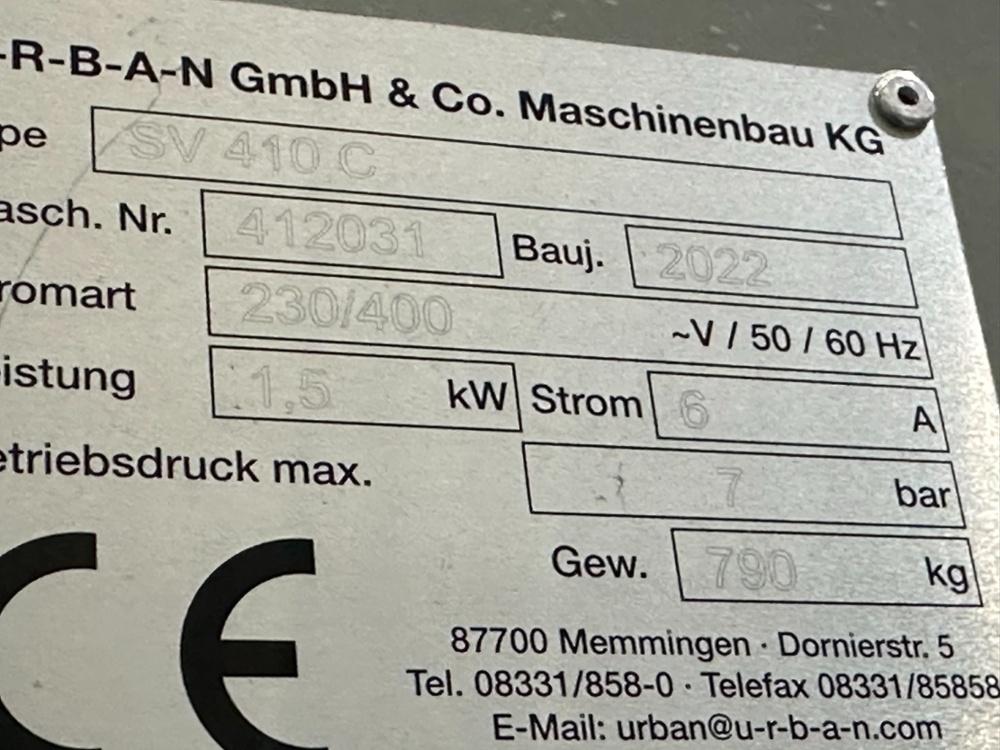 -R-B-A-N GmbH & Co. Maschinenbau KG
pe SV 410 C
asch. Nr. 412031 Bauj. 2022
romart 230/400 ~V / 50 / 60 Hz
istung 1,5 kW Strom 6 A
etriebsdruck max. 7 bar
CE
Gew. 790 kg
87700 Memmingen · Dornierstr. 5
Tel. 08331/858-0 · Telefax 08331/85858
E-Mail: urban@u-r-b-a-n.com